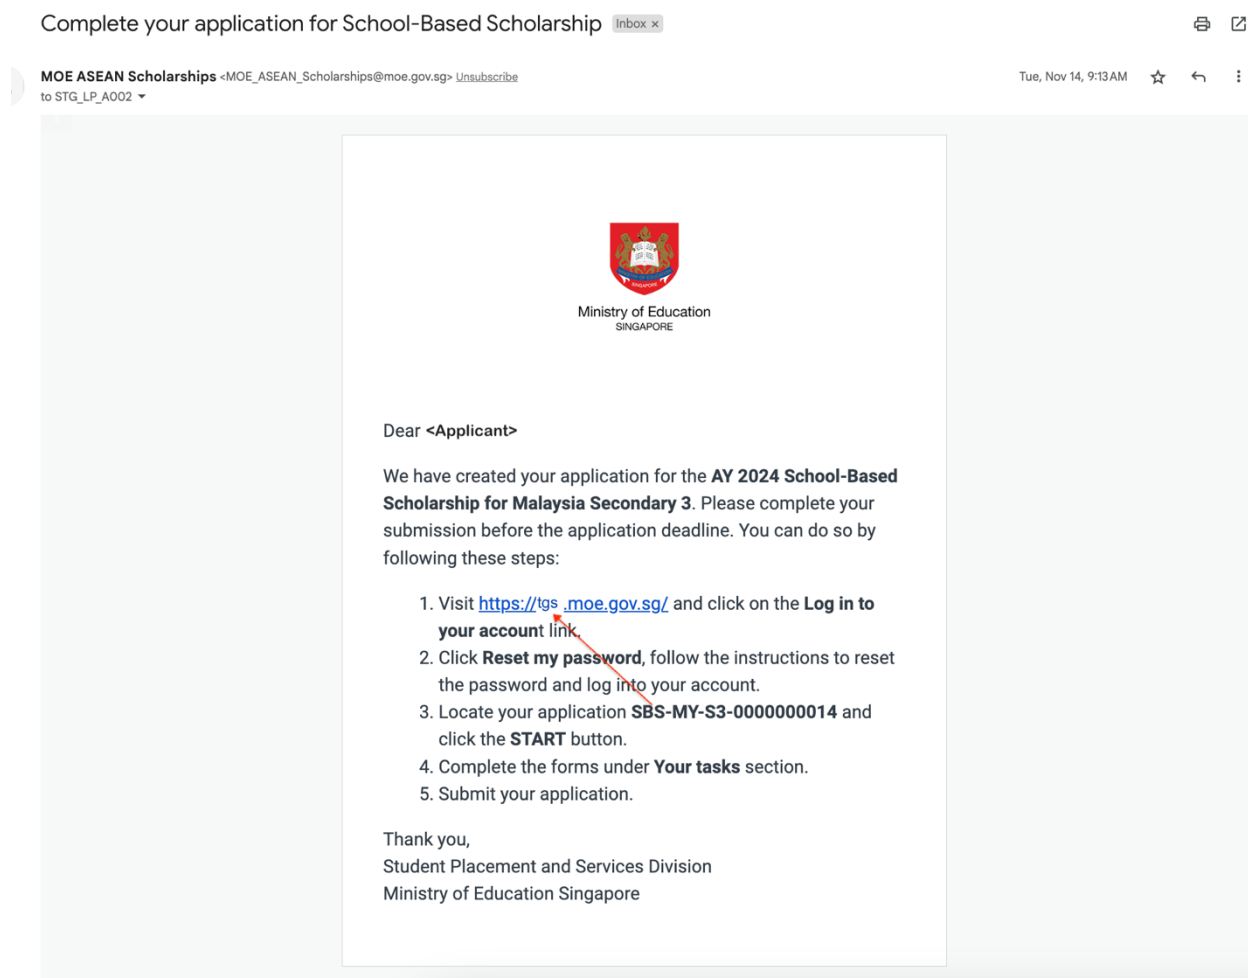 Complete your application for School-Based Scholarship Inbox ×
MOE ASEAN Scholarships <MOE_ASEAN_Scholarships@moe.gov.sg> Unsubscribe Tue, Nov 14, 9:13 AM
to STG_LP_A002
Ministry of Education
SINGAPORE
Dear <Applicant>
We have created your application for the AY 2024 School-Based
Scholarship for Malaysia Secondary 3. Please complete your
submission before the application deadline. You can do so by
following these steps:
1. Visit https://tgs .moe.gov.sg/ and click on the Log in to
your account link.
2. Click Reset my password, follow the instructions to reset
the password and log into your account.
3. Locate your application SBS-MY-S3-0000000014 and
click the START button.
4. Complete the forms under Your tasks section.
5. Submit your application.
Thank you,
Student Placement and Services Division
Ministry of Education Singapore